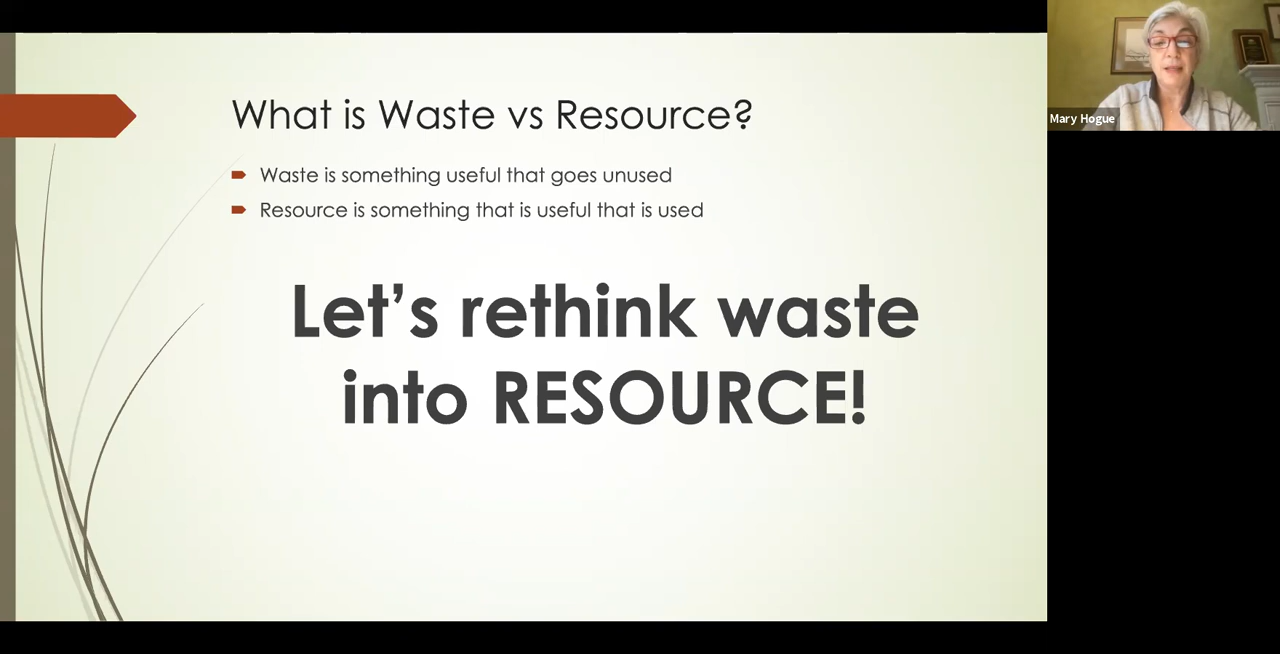 What is Waste vs Resource?
Waste is something useful that goes unused
Resource is something that is useful that is used
Let's rethink waste
into RESOURCE!
Mary Hogue